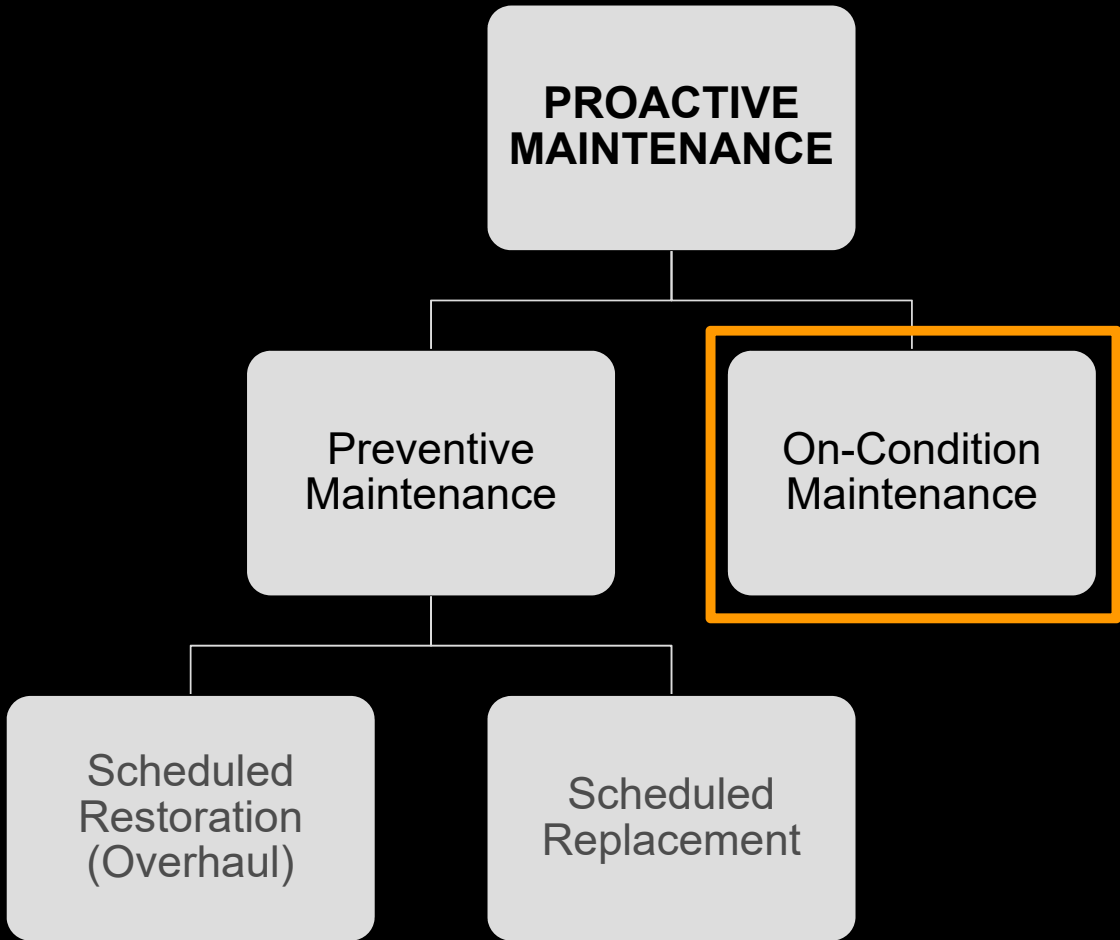 PROACTIVE
MAINTENANCE
Preventive
Maintenance
On-Condition
Maintenance
Scheduled
Restoration
(Overhaul)
Scheduled
Replacement